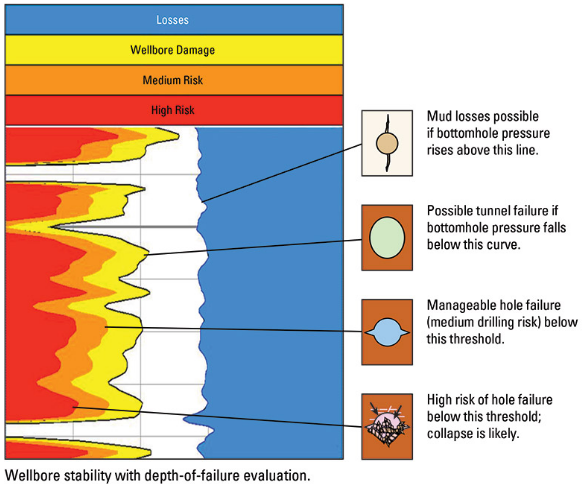 Losses
Wellbore Damage
Medium Risk
High Risk
Mud losses possible
if bottomhole pressure
rises above this line.
Possible tunnel failure if
bottomhole pressure falls
below this curve.
Manageable hole failure
(medium drilling risk) below
this threshold.
High risk of hole failure
below this threshold;
collapse is likely.
Wellbore stability with depth-of-failure evaluation.